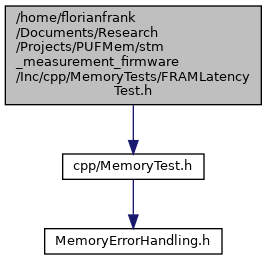 /home/florianfrank
/Documents/Research
/Projects/PUFMem/stm
_measurement_firmware
/Inc/cpp/MemoryTests/FRAMLatency
Test.h
cpp/MemoryTest.h
MemoryErrorHandling.h